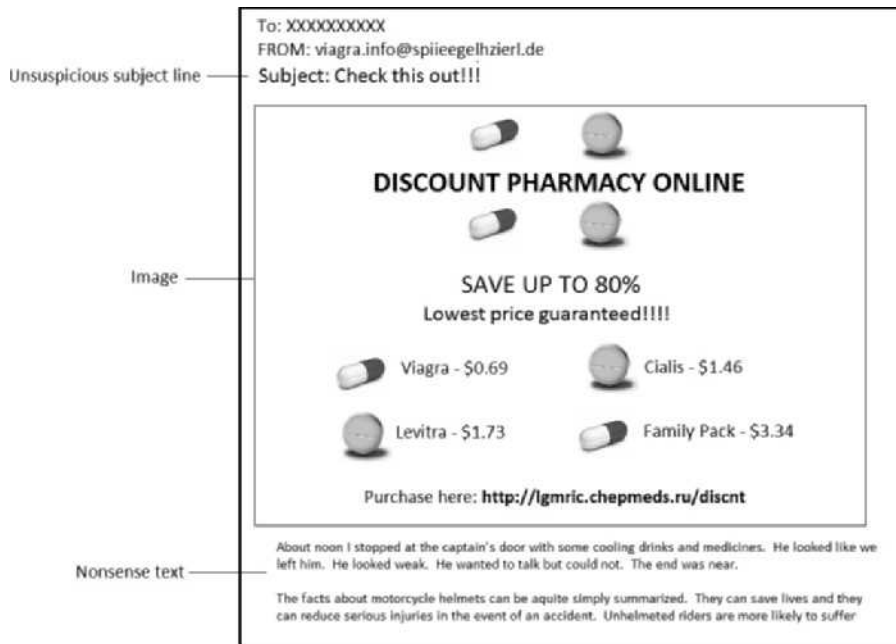 To: XXXXXXXXXX
FROM: viagra.info@spiieegelhzierl.de
Unsuspicious subject line
Subject: Check this out!!!
DISCOUNT PHARMACY ONLINE
Image
SAVE UP TO 80%
Lowest price guaranteed!!!!
Viagra - $0.69
Cialis - $1.46
Levitra - $1.73
Family Pack - $3.34
Purchase here: http://lgmric.chepmeds.ru/discnt
Nonsense text
About noon I stopped at the captain's door with some cooling drinks and medicines. He looked like we
left him. He looked weak. He wanted to talk but could not. The end was near.
The facts about motorcycle helmets can be aquite simply summarized. They can save lives and they
can reduce serious injuries in the event of an accident. Unhelmeted riders are more likely to suffer